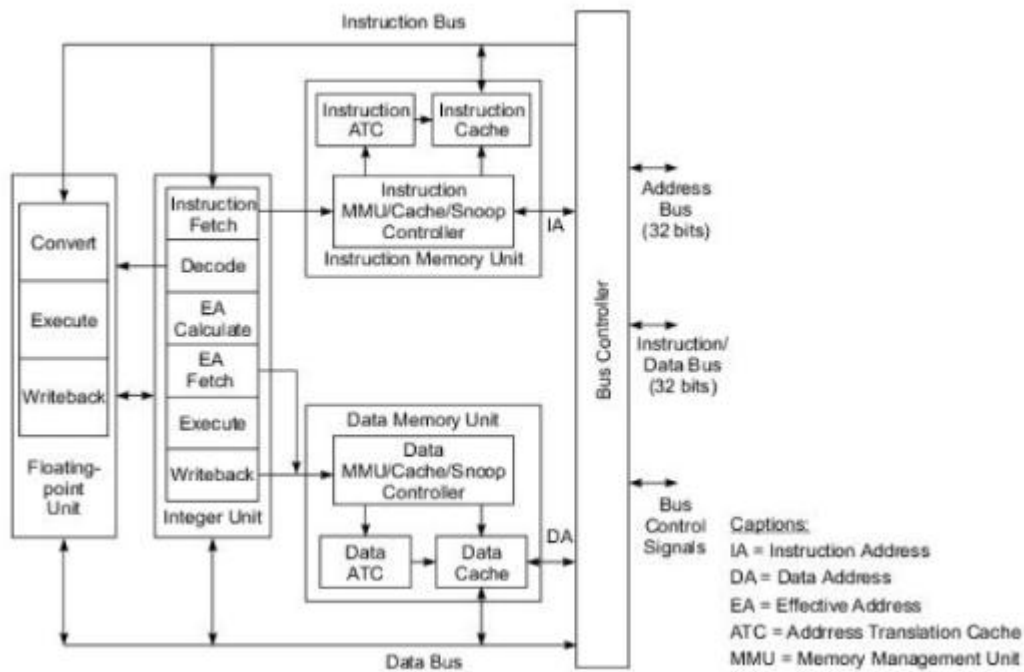 Instruction Bus
Instruction
ATC
Instruction
Cache
Instruction
MMU/Cache/Snoop
Controller
Instruction Memory Unit
IA
Convert
Execute
Writeback
Floating-
point
Unit
Instruction
Fetch
Decode
EA
Calculate
EA
Fetch
Execute
Writeback
Integer Unit
Data Memory Unit
Data
MMU/Cache/Snoop
Controller
Data
ATC
Data
Cache
DA
Data Bus
Bus Controller
Address
Bus
(32 bits)
Instruction/
Data Bus
(32 bits)
Bus
Control
Signals
Captions:
IA = Instruction Address
DA = Data Address
EA = Effective Address
ATC = Addrress Translation Cache
MMU = Memory Management Unit